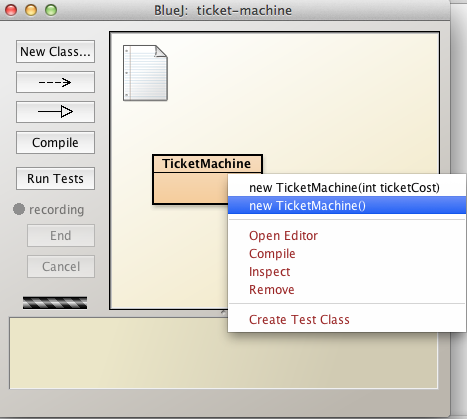 BlueJ: ticket-machine
New Class...
Compile
Run Tests
recording
End
Cancel
TicketMachine
new TicketMachine(int ticketCost)
new TicketMachine()
Open Editor
Compile
Inspect
Remove
Create Test Class